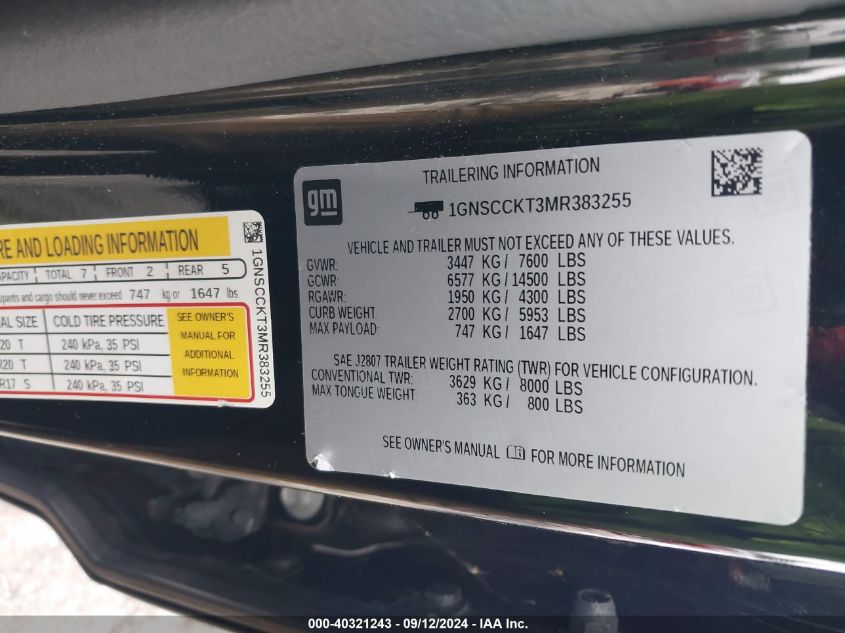 RE AND LOADING INFORMATION
APACITY TOTAL 7 FRONT 2 REAR 5
upants and cargo should never exceed 747 kg or 1647 lbs
AL SIZE COLD TIRE PRESSURE
20 T 240 kPa, 35 PSI
R20 T 240 kPa, 35 PSI
R17 S 240 kPa, 35 PSI
SEE OWNER'S
MANUAL FOR
ADDITIONAL
INFORMATION
1GNSCCKT3MR383255
gm
TRAILERING INFORMATION
1GNSCCKT3MR383255
VEHICLE AND TRAILER MUST NOT EXCEED ANY OF THESE VALUES.
GVWR: 3447 KG/ 7600 LBS
GCWR: 6577 KG/14500 LBS
RGAWR: 1950 KG/ 4300 LBS
CURB WEIGHT: 2700 KG/ 5953 LBS
MAX PAYLOAD: 747 KG/ 1647 LBS
SAE J2807 TRAILER WEIGHT RATING (TWR) FOR VEHICLE CONFIGURATION.
CONVENTIONAL TWR: 3629 KG/ 8000 LBS
MAX TONGUE WEIGHT: 363 KG/ 800 LBS
SEE OWNER'S MANUAL FOR MORE INFORMATION
000-40321243 - 09/12/2024 - IAA Inc.